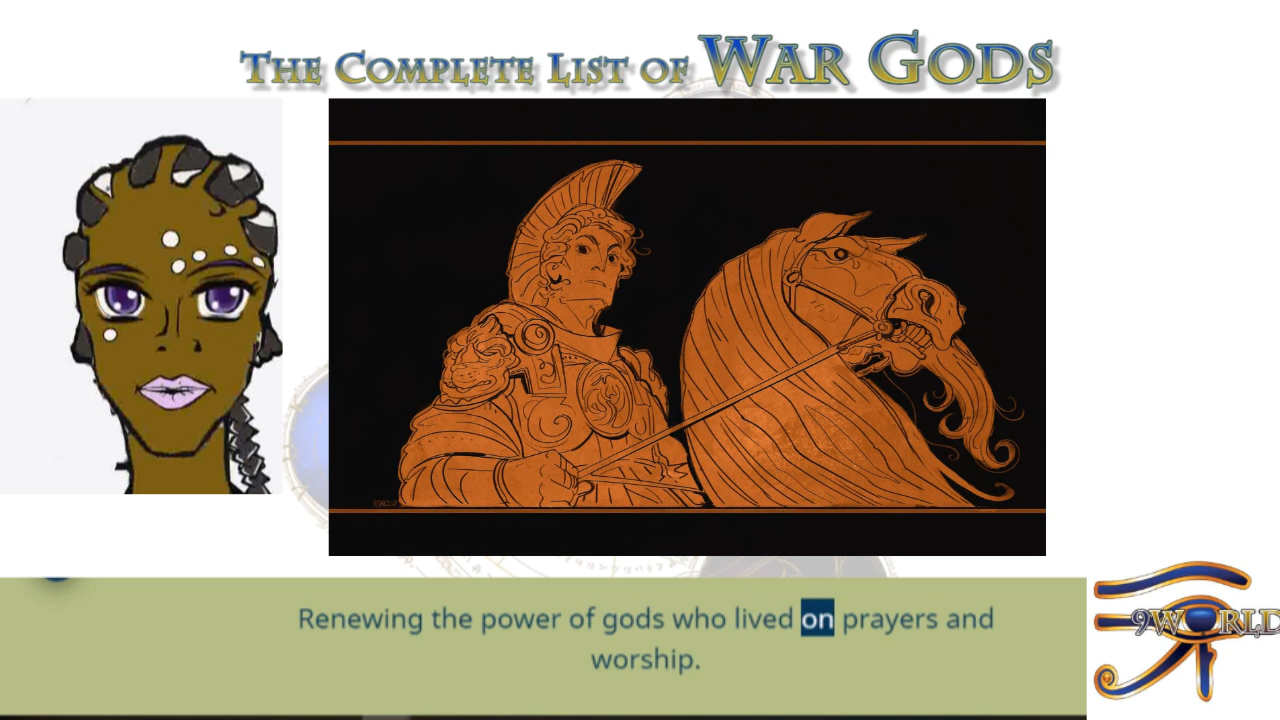 The Complete List of War Gods
Renewing the power of gods who lived on prayers and
worship.
9WORLD